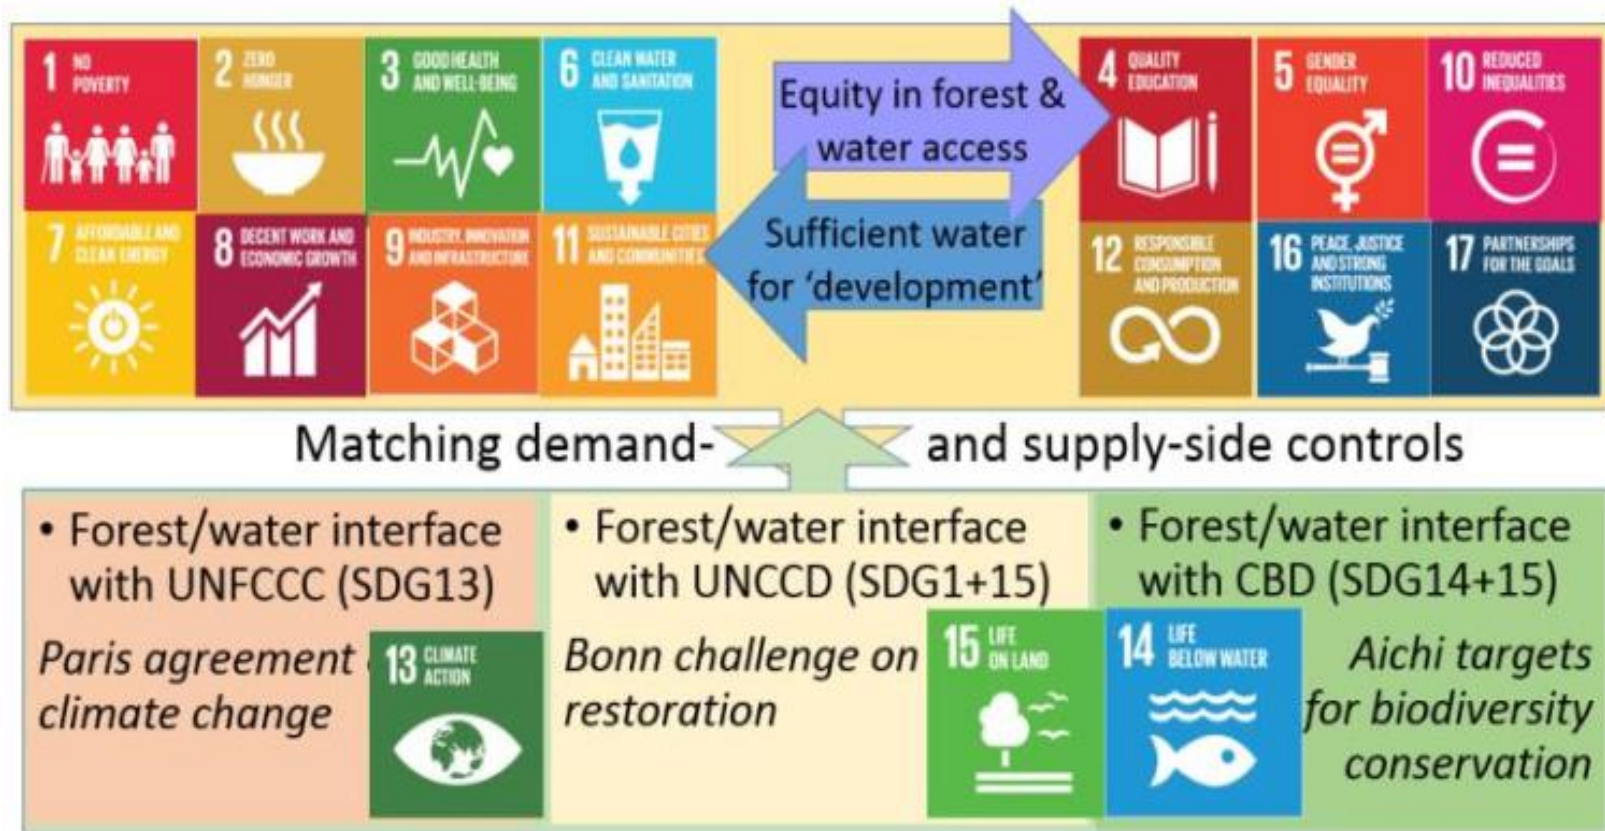 1 NO
POVERTY
2 ZERO
HUNGER
3 GOOD HEALTH
AND WELL-BEING
6 CLEAN WATER
AND SANITATION
7 AFFORDABLE AND
CLEAN ENERGY
8 DECENT WORK AND
ECONOMIC GROWTH
9 INDUSTRY, INNOVATION
AND INFRASTRUCTURE
11 SUSTAINABLE CITIES
AND COMMUNITIES
Equity in forest &
water access
Sufficient water
for ‘development’
4 QUALITY
EDUCATION
5 GENDER
EQUALITY
10 REDUCED
INEQUALITIES
12 RESPONSIBLE
CONSUMPTION
AND PRODUCTION
16 PEACE, JUSTICE
AND STRONG
INSTITUTIONS
17 PARTNERSHIPS
FOR THE GOALS
Matching demand- and supply-side controls
• Forest/water interface
with UNFCCC (SDG13)
Paris agreement
climate change
13 CLIMATE
ACTION
• Forest/water interface
with UNCCD (SDG1+15)
Bonn challenge on
restoration
15 LIFE
ON LAND
• Forest/water interface
with CBD (SDG14+15)
14 LIFE
BELOW WATER
Aichi targets
for biodiversity
conservation